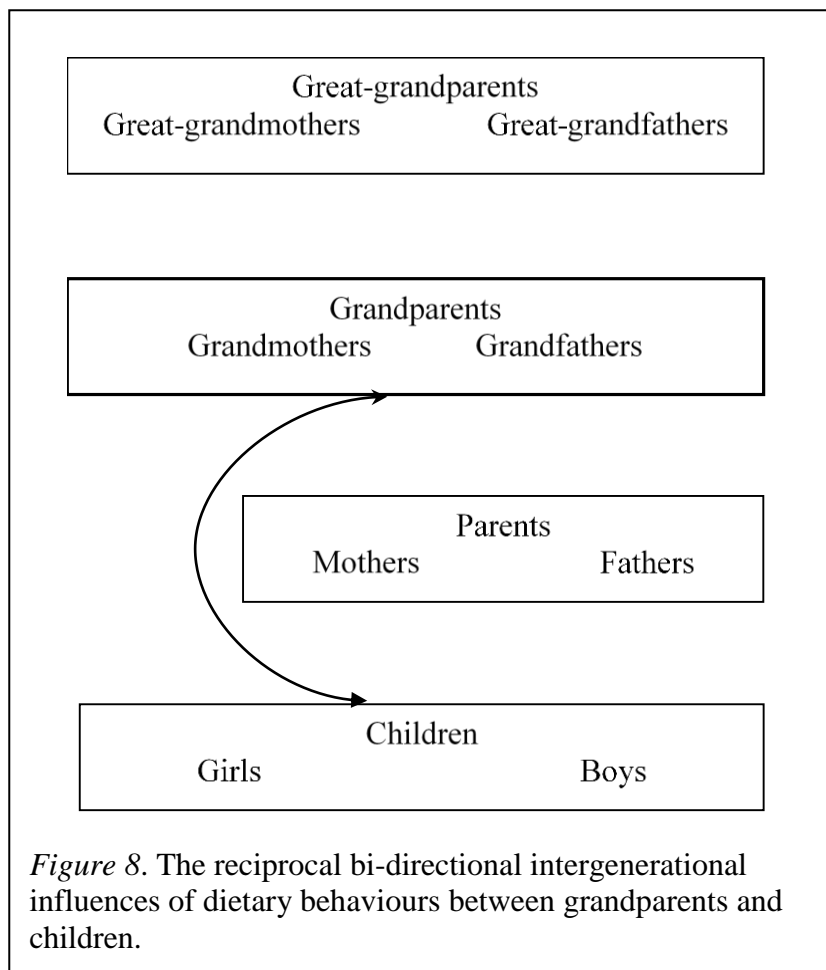 Great-grandparents
Great-grandmothers Great-grandfathers
Grandparents
Grandmothers Grandfathers
Parents
Mothers Fathers
Children
Girls Boys
Figure 8. The reciprocal bi-directional intergenerational
influences of dietary behaviours between grandparents and
children.